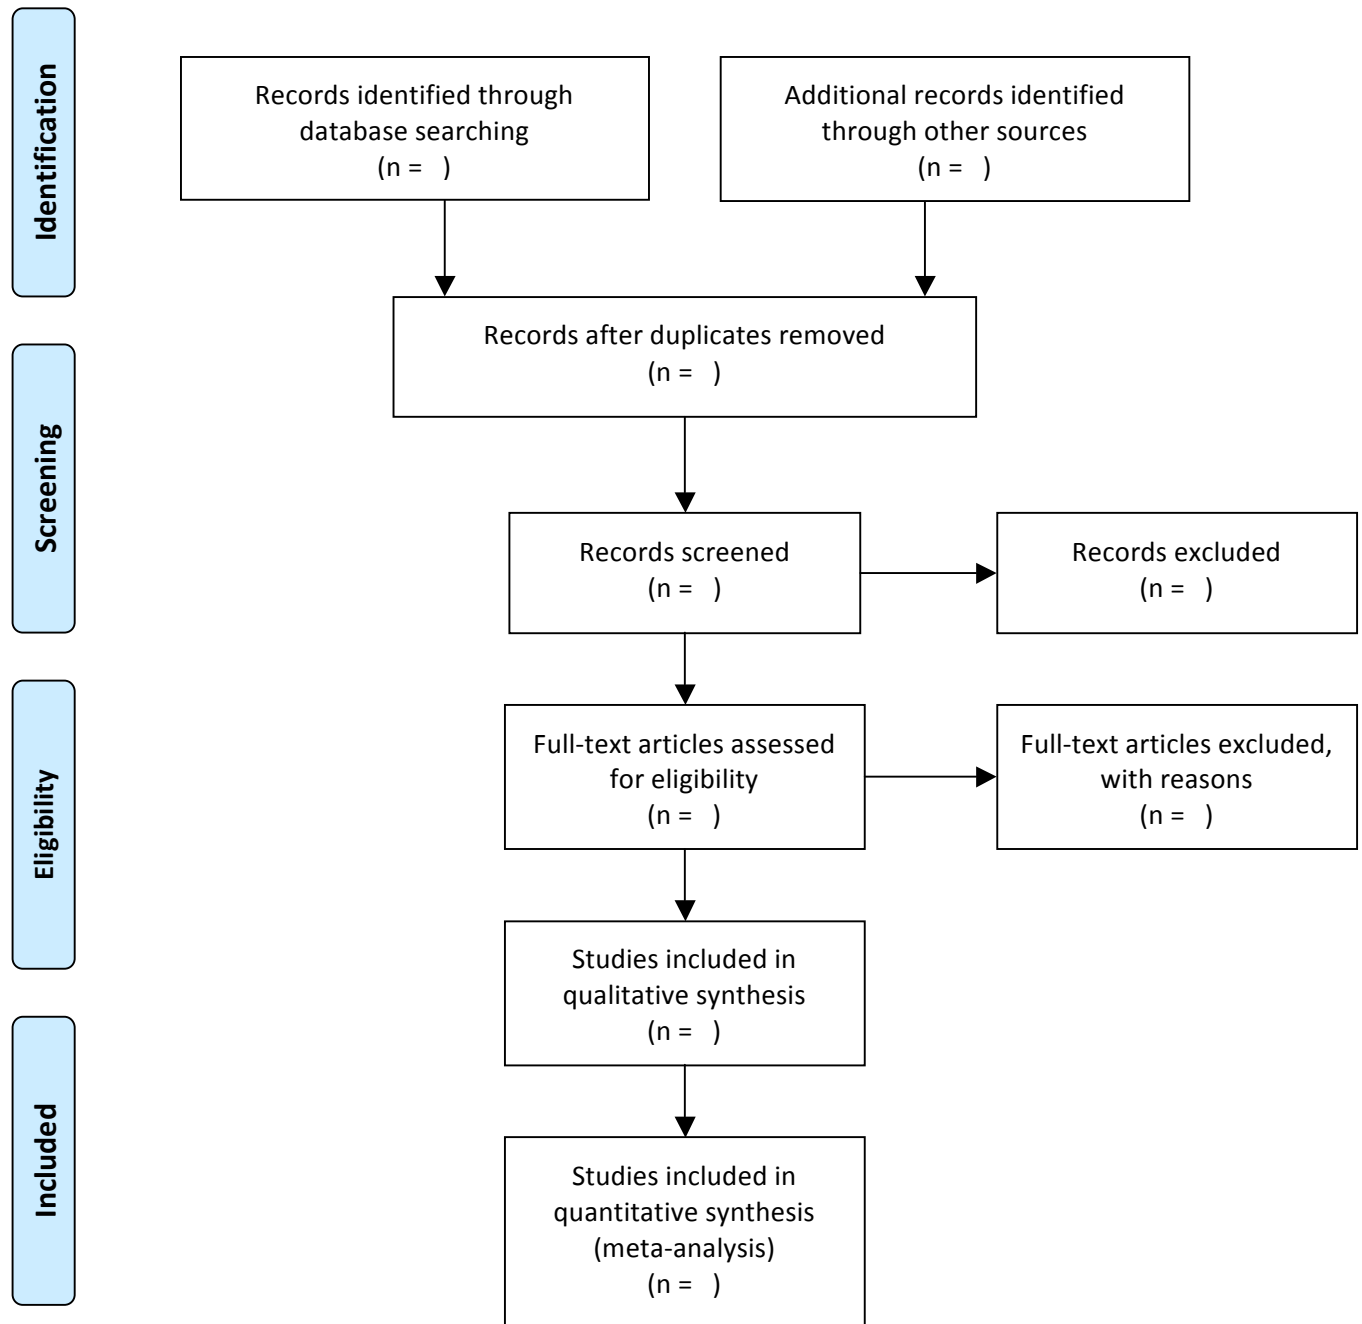 Identification
Records identified through
database searching
(n =   )
Additional records identified
through other sources
(n =   )
Records after duplicates removed
(n =   )
Screening
Records screened
(n =   )
Records excluded
(n =   )
Eligibility
Full-text articles assessed
for eligibility
(n =   )
Full-text articles excluded,
with reasons
(n =   )
Studies included in
qualitative synthesis
(n =   )
Included
Studies included in
quantitative synthesis
(meta-analysis)
(n =   )